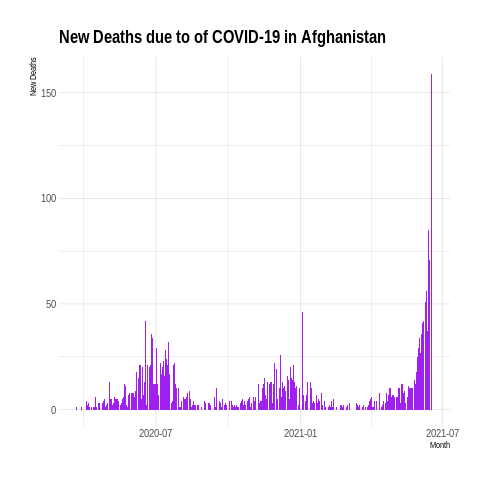 New Deaths due to of COVID-19 in Afghanistan
New Deaths
150
100
50
0
2020-07
2021-01
2021-07
Month